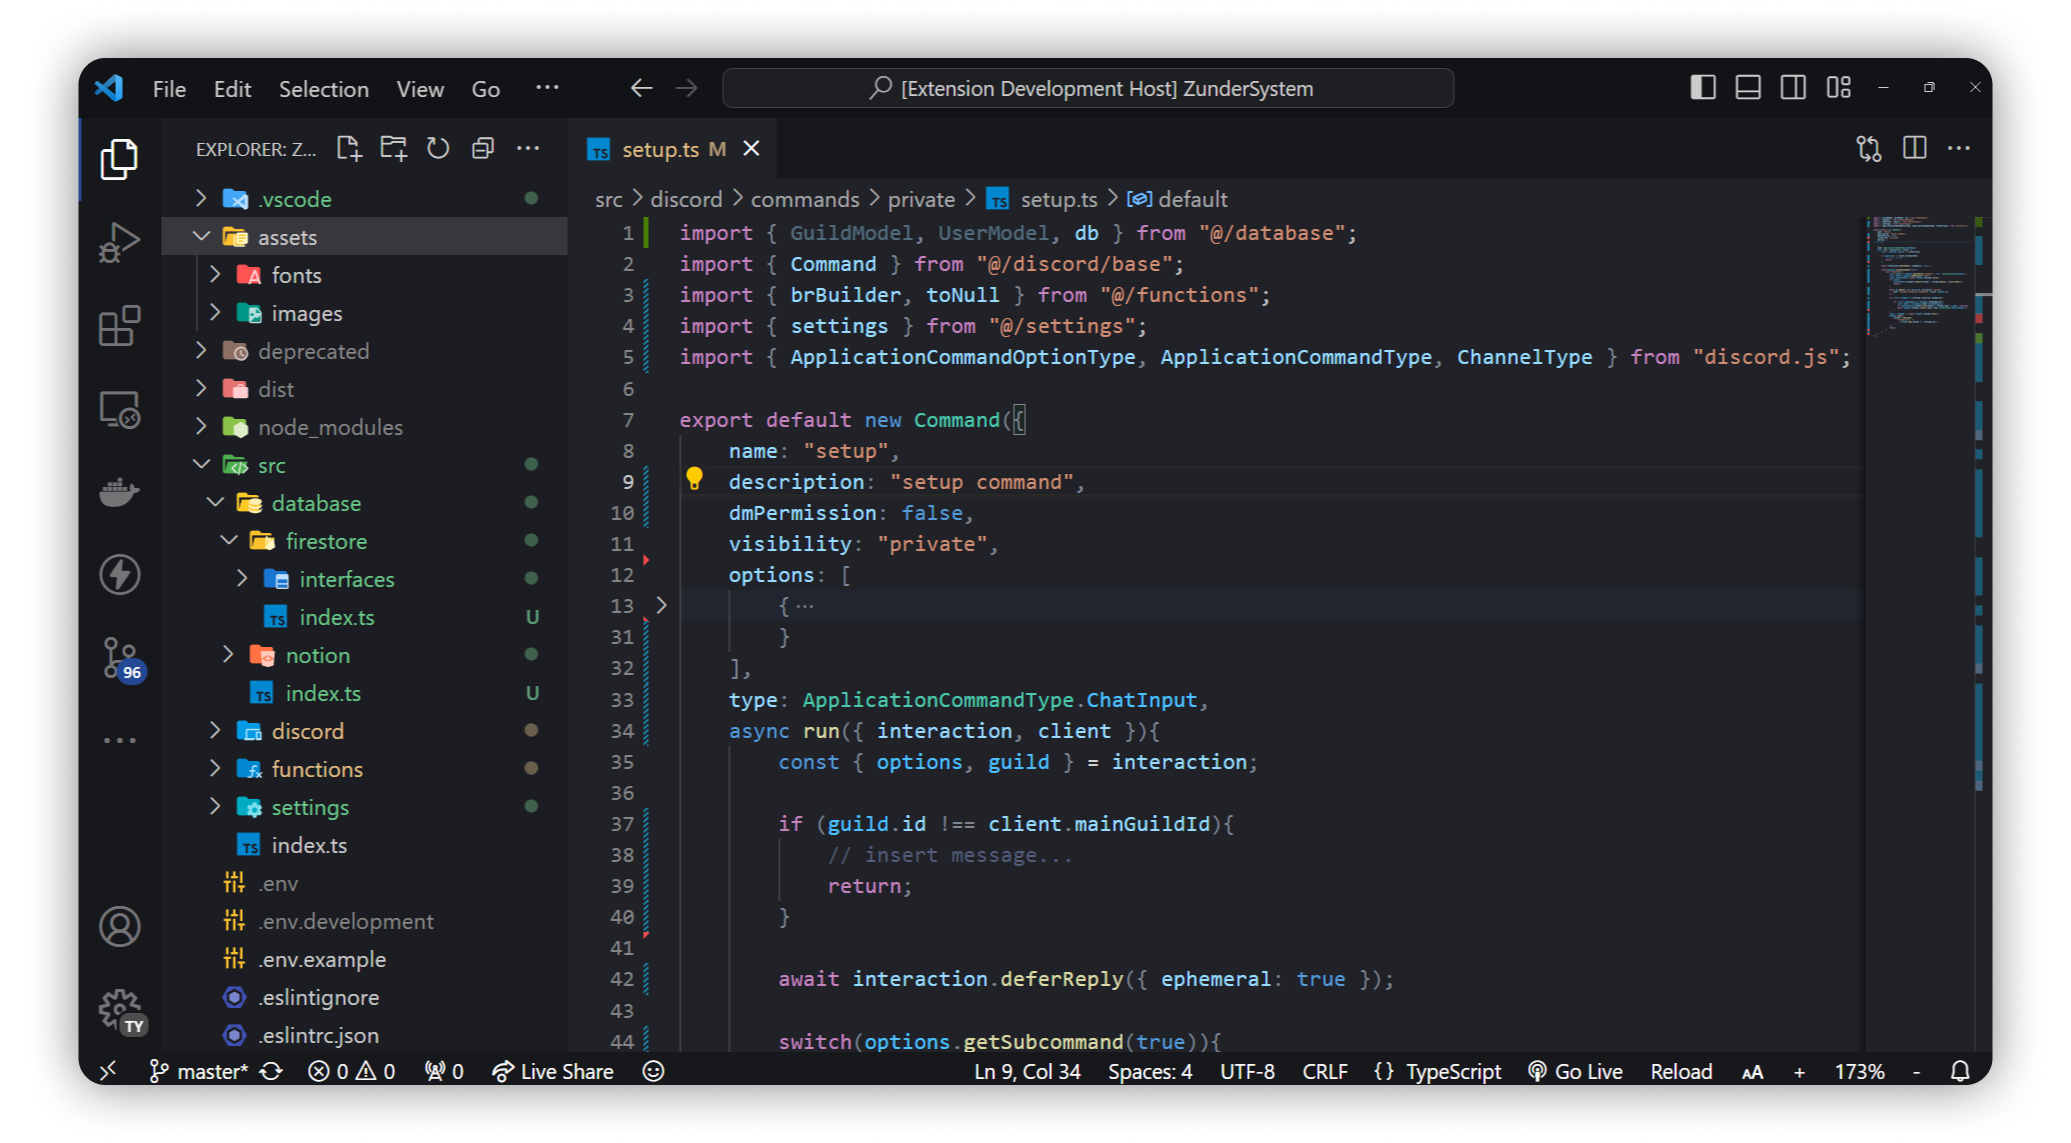 File Edit Selection View Go ··· [Extension Development Host] ZunderSystem
EXPLORER: Z... ···
setup.ts M
src > discord > commands > private > TS setup.ts > default
.vscode
assets
fonts
images
deprecated
dist
node_modules
src
database
firestore
interfaces
TS index.ts U
notion
TS index.ts U
discord
functions
settings
TS index.ts
.env
.env.development
.env.example
.eslintignore
.eslintrc.json
96
TY
1 import { GuildModel, UserModel, db } from "@/database";
2 import { Command } from "@/discord/base";
3 import { brBuilder, toNull } from "@/functions";
4 import { settings } from "@/settings";
5 import { ApplicationCommandOptionType, ApplicationCommandType, ChannelType } from "discord.js";
6
7 export default new Command({
8 name: "setup",
9 description: "setup command",
10 dmPermission: false,
11 visibility: "private",
12 options: [
13 { ···
31 }
32 ],
33 type: ApplicationCommandType.ChatInput,
34 async run({ interaction, client }){
35 const { options, guild } = interaction;
36
37 if (guild.id !== client.mainGuildId){
38 // insert message...
39 return;
40 }
41
42 await interaction.deferReply({ ephemeral: true });
43
44 switch(options.getSubcommand(true)){
master* 0 0 0 Live Share Ln 9, Col 34 Spaces: 4 UTF-8 CRLF {} TypeScript Go Live Reload AA + 173% -